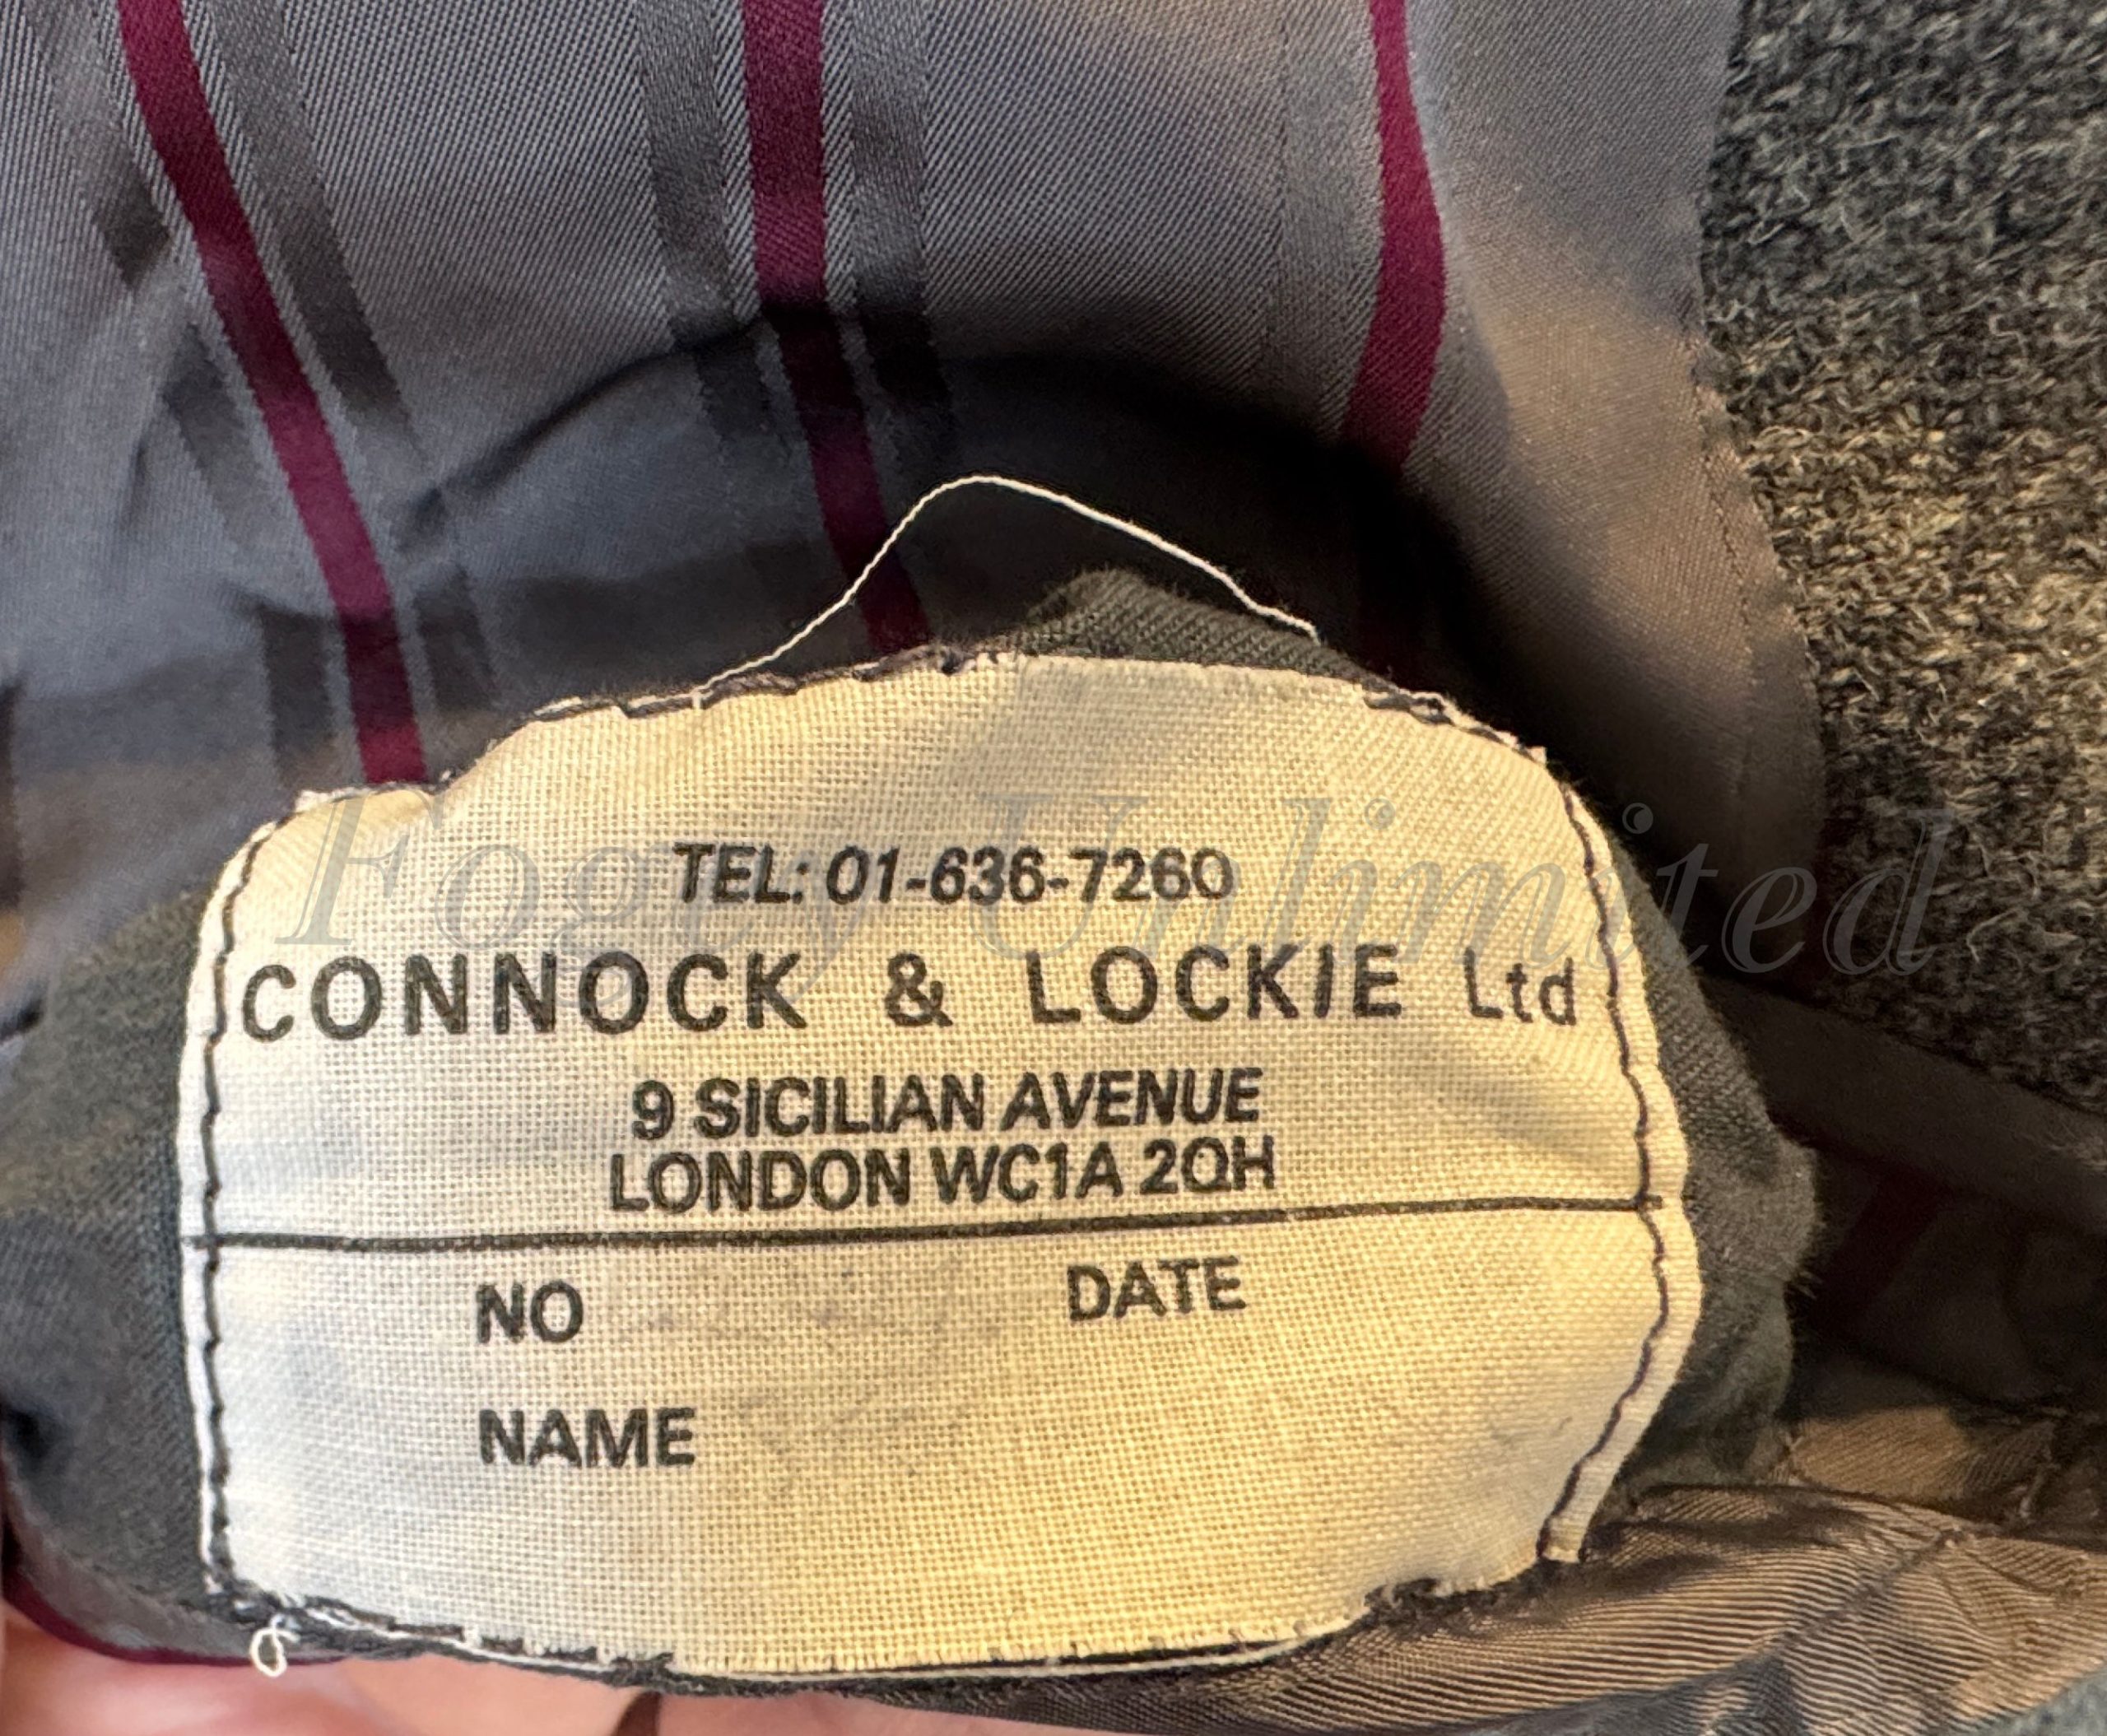 TEL: 01-636-7260
Fogey Unlimited
CONNOCK & LOCKIE Ltd
9 SICILIAN AVENUE
LONDON WC1A 2QH
NO DATE
NAME